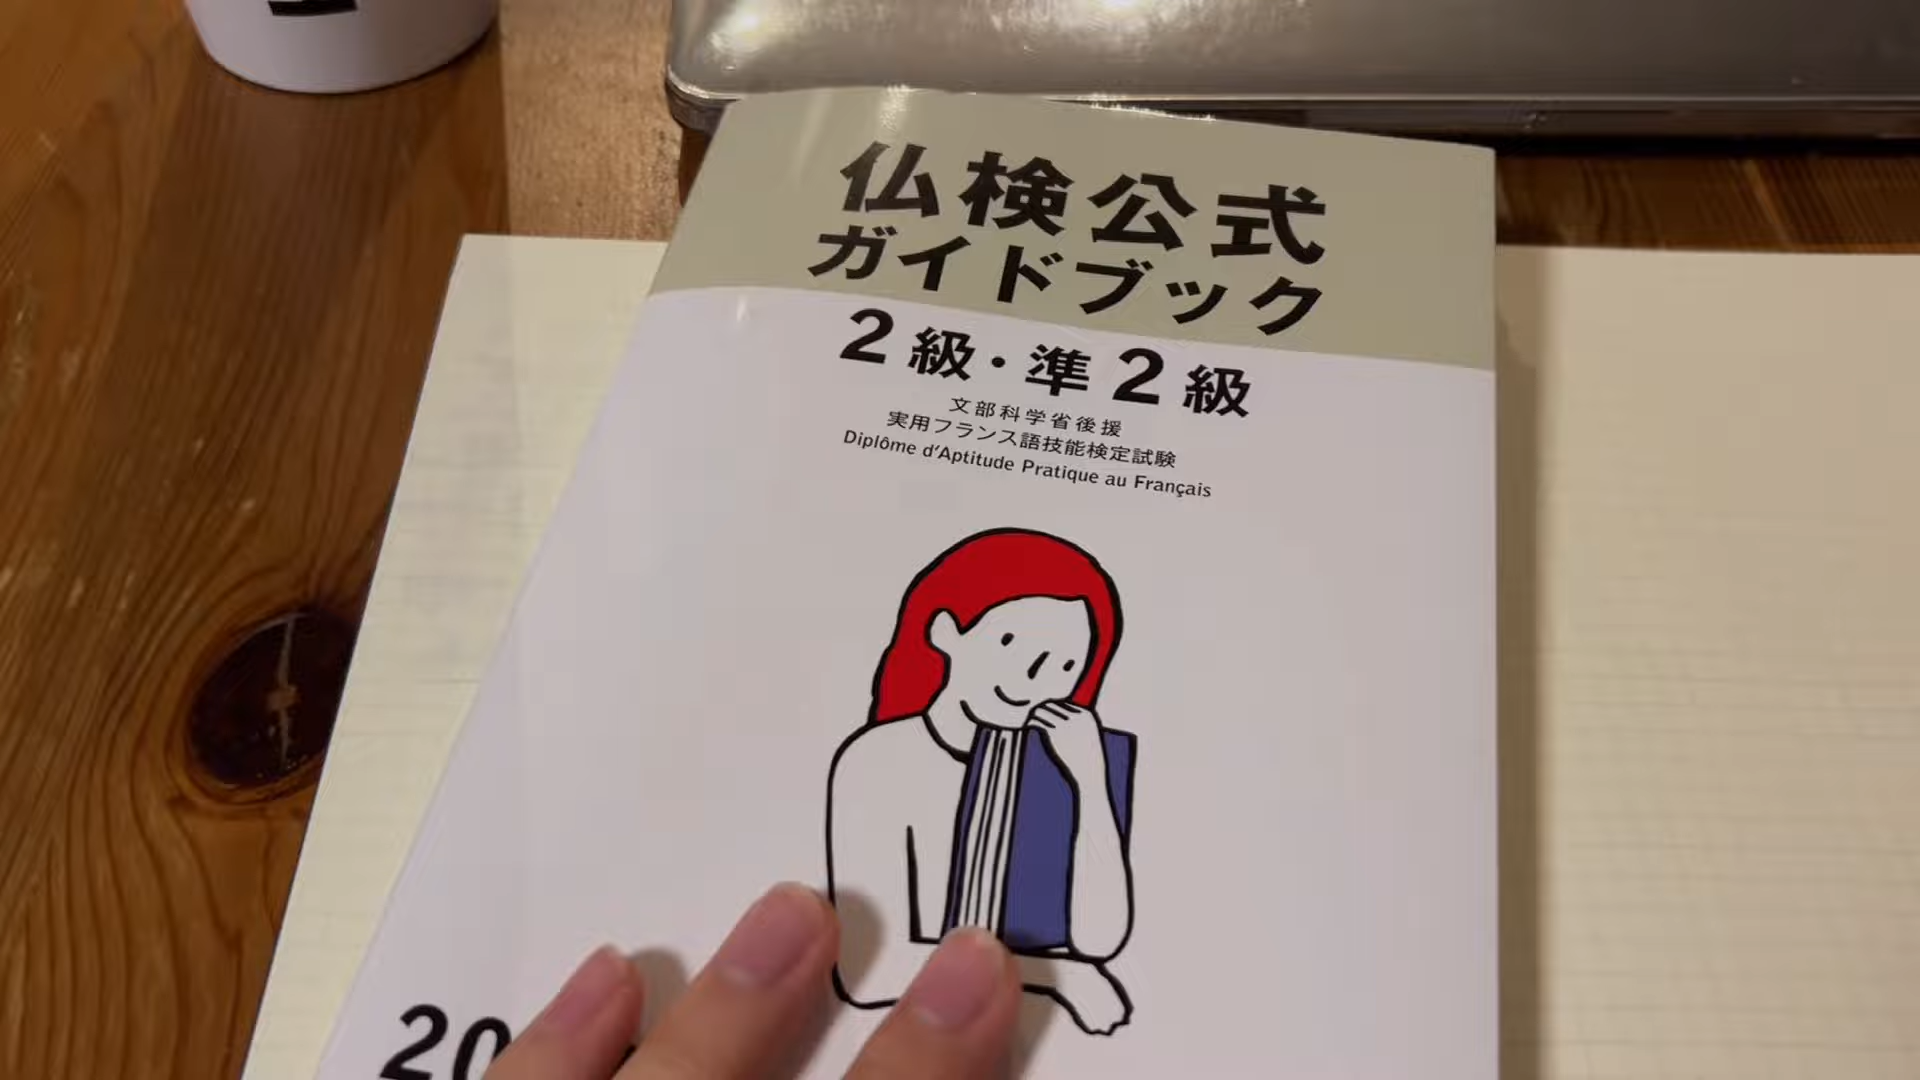 仏検公式
ガイドブック
2級・準2級
文部科学省後援
実用フランス語技能検定試験
Diplôme d'Aptitude Pratique au Français